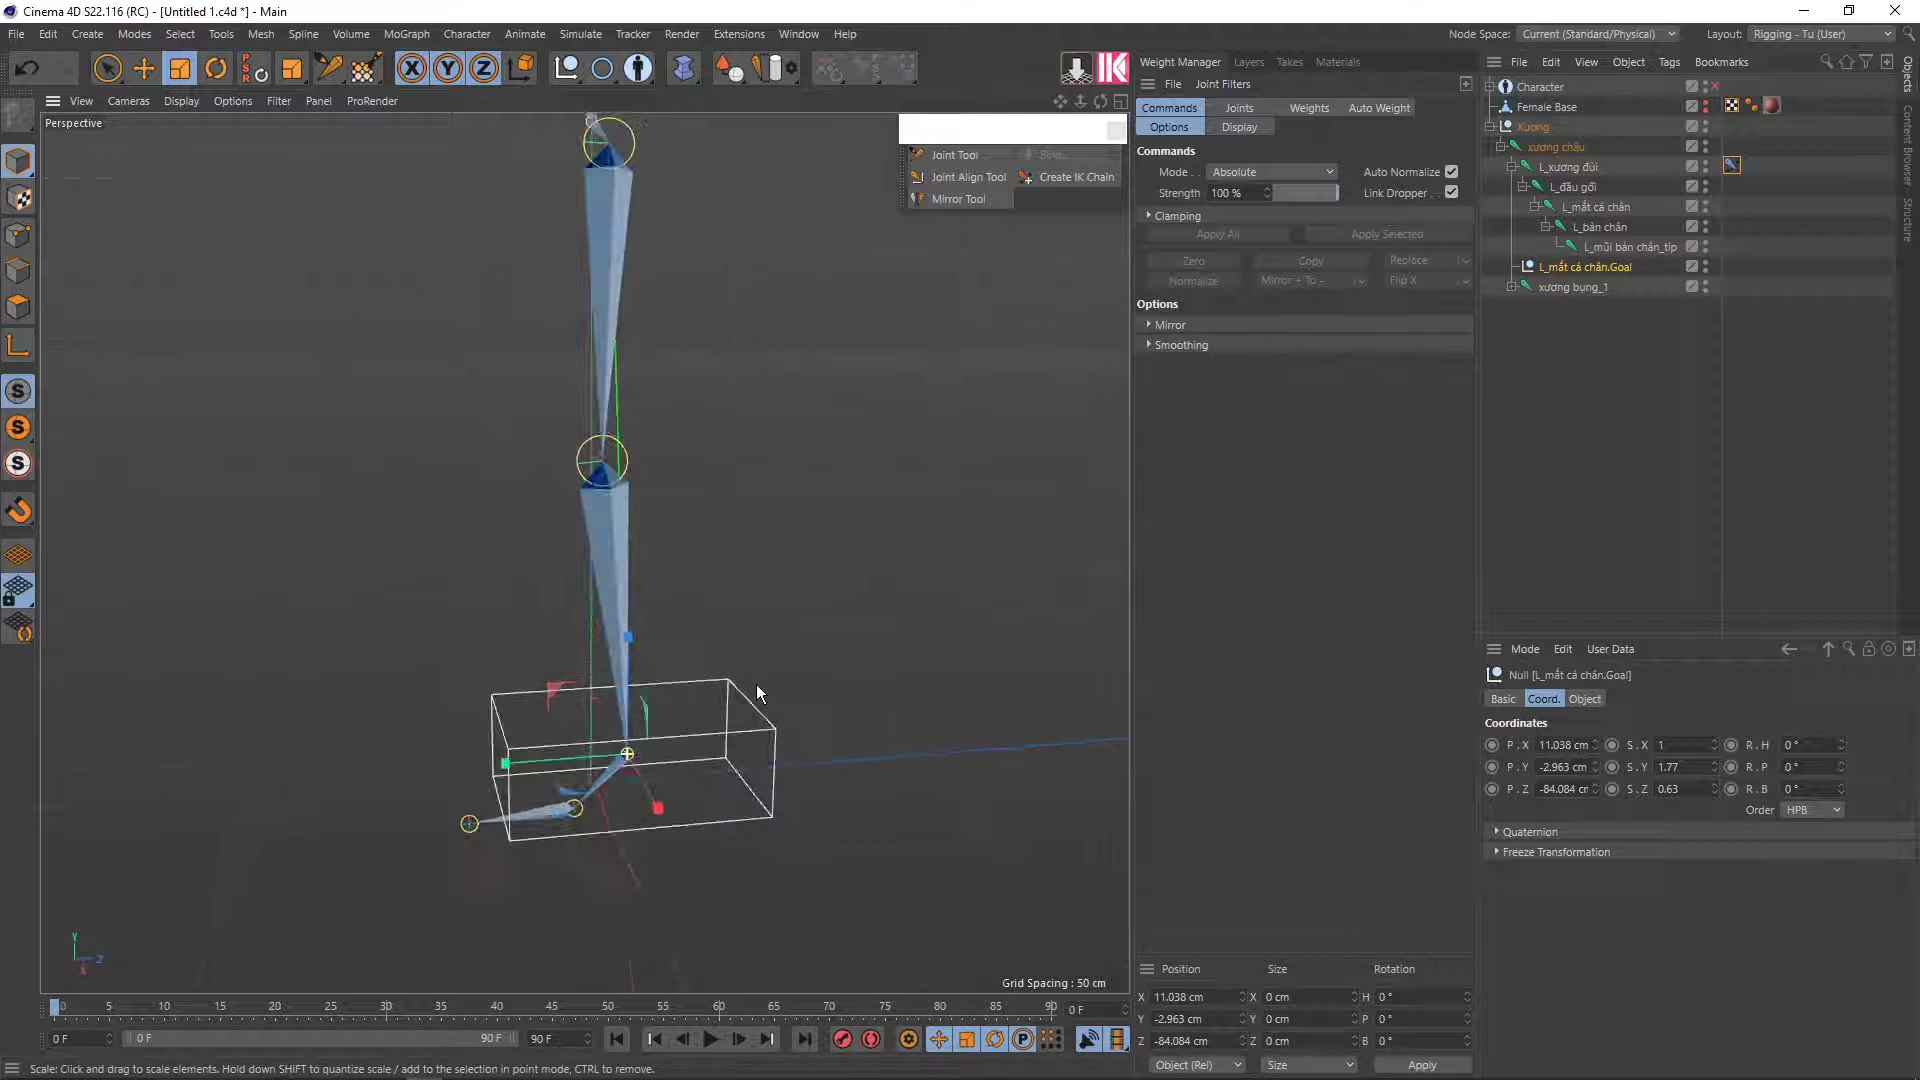 Cinema 4D S22.116 (RC) - [Untitled 1.c4d *] - Main
File Edit Create Modes Select Tools Mesh Spline Volume MoGraph Character Animate Simulate Tracker Render Extensions Window Help
Node Space: Current (Standard/Physical) Layout: Rigging - Tu (User)
PSR X Y Z IK
View Cameras Display Options Filter Panel ProRender
Perspective
Joint Tool
Joint Align Tool Create IK Chain
Mirror Tool
Grid Spacing : 50 cm
Weight Manager Layers Takes Materials
File Joint Filters
Commands Joints Weights Auto Weight
Options Display
Commands
Mode . . Absolute Auto Normalize
Strength 100 % Link Dropper . .
Clamping
Apply All Apply Selected
Zero Copy Replace
Normalize Mirror + To - Flip X
Options
Mirror
Smoothing
File Edit View Object Tags Bookmarks
Character
Female Base
Xương
xương chậu
L_xương đùi
L_đầu gối
L_mắt cá chân
L_bàn chân
L_mũi bàn chân_tip
L_mắt cá chân.Goal
xương bụng_1
Objects
Content Browser
Structure
Mode Edit User Data
Null [L_mắt cá chân.Goal]
Basic Coord. Object
Coordinates
P . X 11.038 cm S . X 1 R . H 0 °
P . Y -2.963 cm S . Y 1.77 R . P 0 °
P . Z -84.084 cr S . Z 0.63 R . B 0 °
Order HPB
Quaternion
Freeze Transformation
Position Size Rotation
X 11.038 cm X 0 cm H 0 °
Y -2.963 cm Y 0 cm P 0 °
Z -84.084 cm Z 0 cm B 0 °
Object (Rel) Size Apply
0 5 10 15 20 25 30 35 40 45 50 55 60 65 70 75 80 85 90 0 F
0 F 0 F 90 F 90 F
Scale: Click and drag to scale elements. Hold down SHIFT to quantize scale / add to the selection in point mode, CTRL to remove.